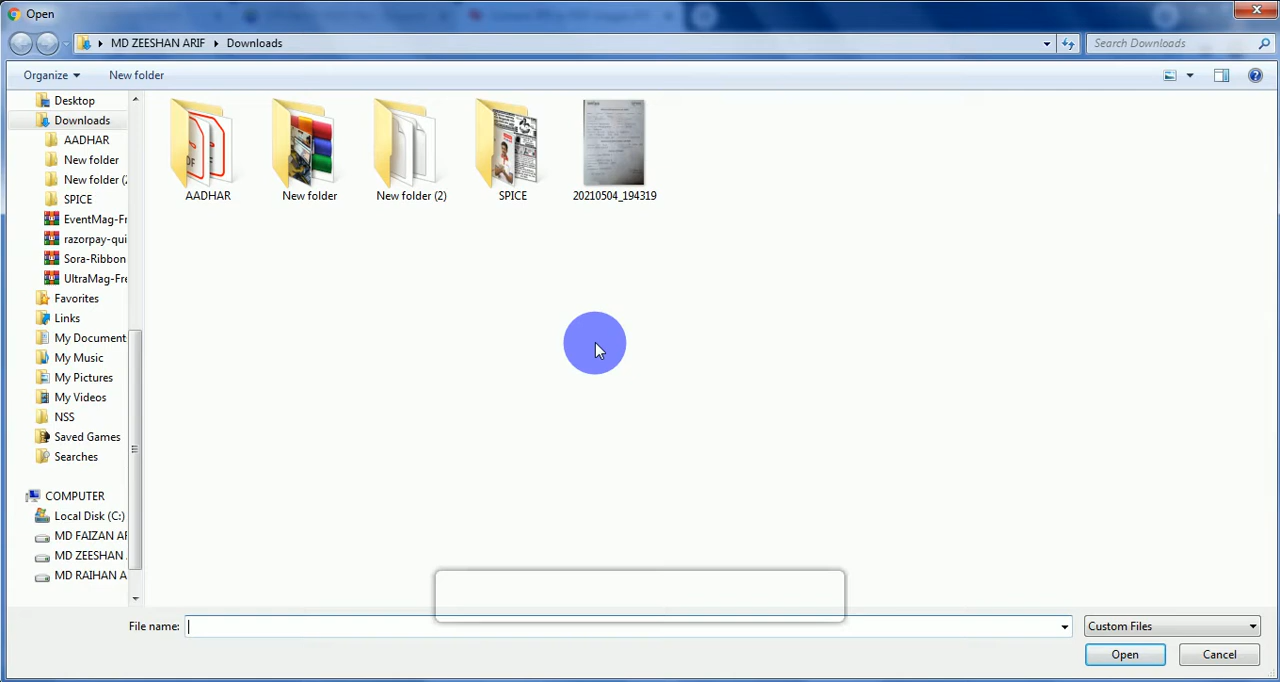 Open
MD ZEESHAN ARIF
Downloads
Search Downloads
Organize
New folder
Desktop
Downloads
AADHAR
New folder
New folder (2
SPICE
EventMag-Fr
razorpay-qui
Sora-Ribbon
UltraMag-Fre
Favorites
Links
My Document
My Music
My Pictures
My Videos
NSS
Saved Games
Searches
COMPUTER
Local Disk (C:)
MD FAIZAN AR
MD ZEESHAN
MD RAIHAN A
AADHAR
New folder
New folder (2)
SPICE
20210504_194319
File name:
Custom Files
Open
Cancel